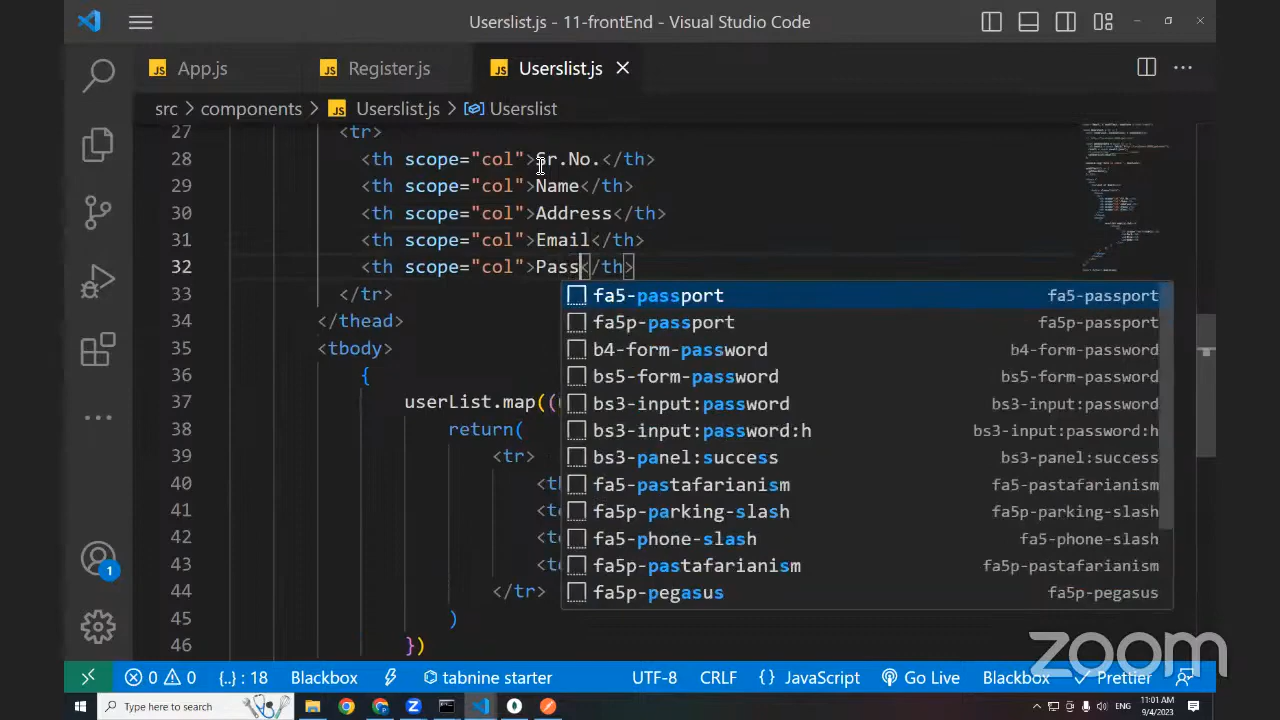 Userslist.js - 11-frontEnd - Visual Studio Code
App.js
Register.js
Userslist.js
src > components > JS Userslist.js > Userslist
27 <tr>
28 <th scope="col">Sr.No.</th>
29 <th scope="col">Name</th>
30 <th scope="col">Address</th>
31 <th scope="col">Email</th>
32 <th scope="col">Pass</th>
33 </tr>
34 </thead>
35 <tbody>
36 {
37 userList.map((
38 return(
39 <tr>
40 <t
41 <t
42 <t
43 <t
44 </tr>
45 )
46 })
fa5-passport fa5-passport
fa5p-passport fa5p-passport
b4-form-password b4-form-password
bs5-form-password bs5-form-password
bs3-input:password bs3-input:password
bs3-input:password:h bs3-input:password:h
bs3-panel:success bs3-panel:success
fa5-pastafarianism fa5-pastafarianism
fa5p-parking-slash fa5p-parking-slash
fa5-phone-slash fa5-phone-slash
fa5p-pastafarianism fa5p-pastafarianism
fa5p-pegasus fa5p-pegasus
1
zoom
0 0 {..} : 18 Blackbox tabnine starter UTF-8 CRLF {} JavaScript Go Live Blackbox Prettier
Type here to search
11:01 AM
9/4/2023